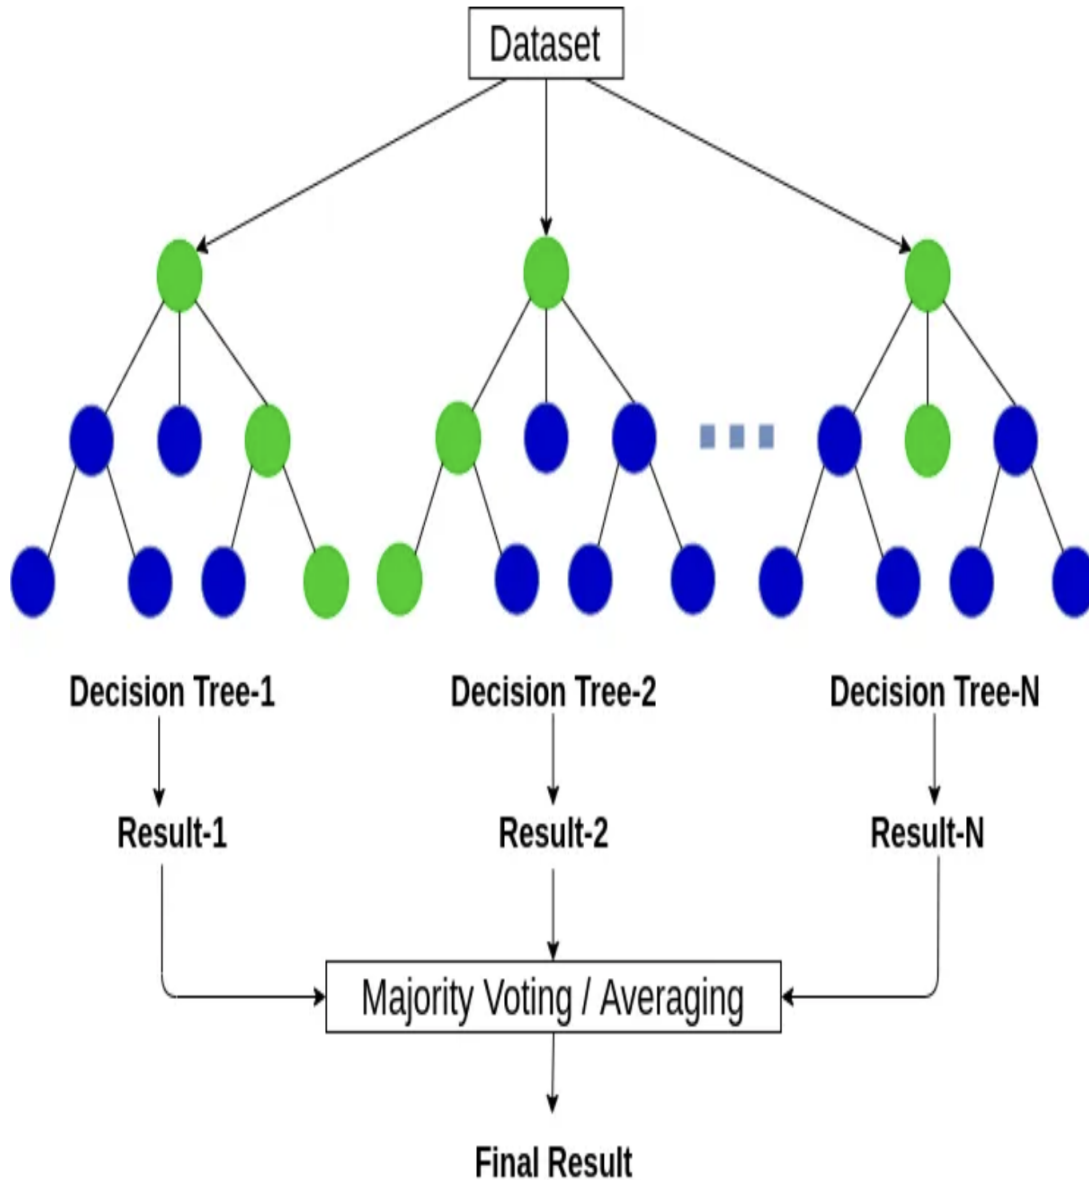 Dataset
Decision Tree-1
Decision Tree-2
Decision Tree-N
Result-1
Result-2
Result-N
Majority Voting / Averaging
Final Result